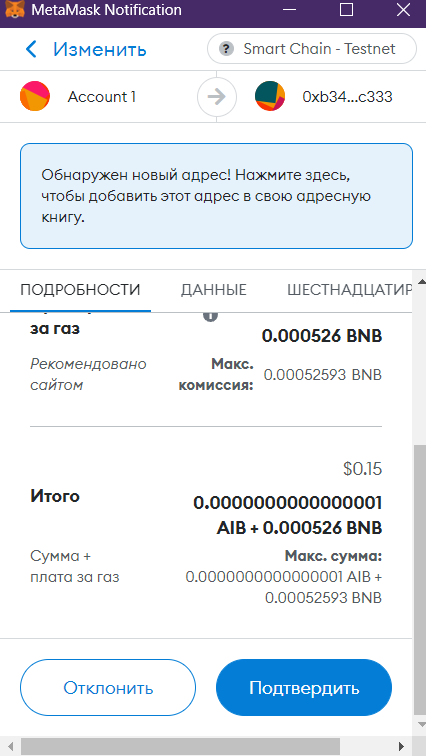 MetaMask Notification
Изменить
? Smart Chain - Testnet
Account 1
0xb34...c333
Обнаружен новый адрес! Нажмите здесь,
чтобы добавить этот адрес в свою адресную
книгу.
ПОДРОБНОСТИ ДАННЫЕ ШЕСТНАДЦАТИР
за газ
0.000526 BNB
Рекомендовано
сайтом
Макс.
комиссия:
0.00052593 BNB
$0.15
Итого
0.0000000000000001
AIB + 0.000526 BNB
Сумма +
плата за газ
Макс. сумма:
0.0000000000000001 AIB +
0.00052593 BNB
Отклонить
Подтвердить